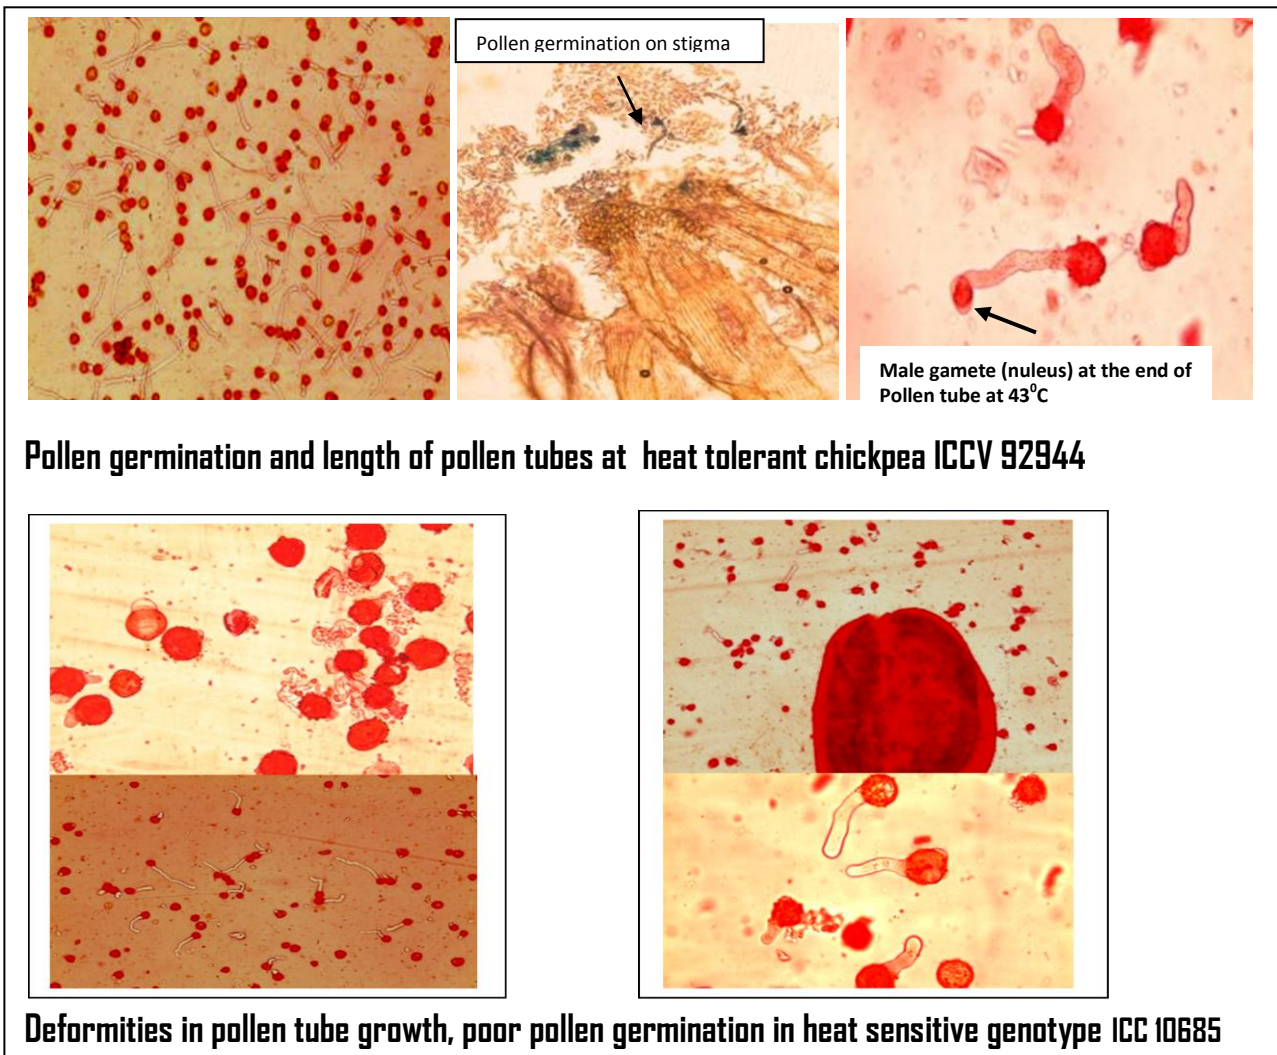 Pollen germination on stigma
Male gamete (nuleus) at the end of
Pollen tube at 43⁰C
Pollen germination and length of pollen tubes at heat tolerant chickpea ICCV 92944
Deformities in pollen tube growth, poor pollen germination in heat sensitive genotype ICC 10685